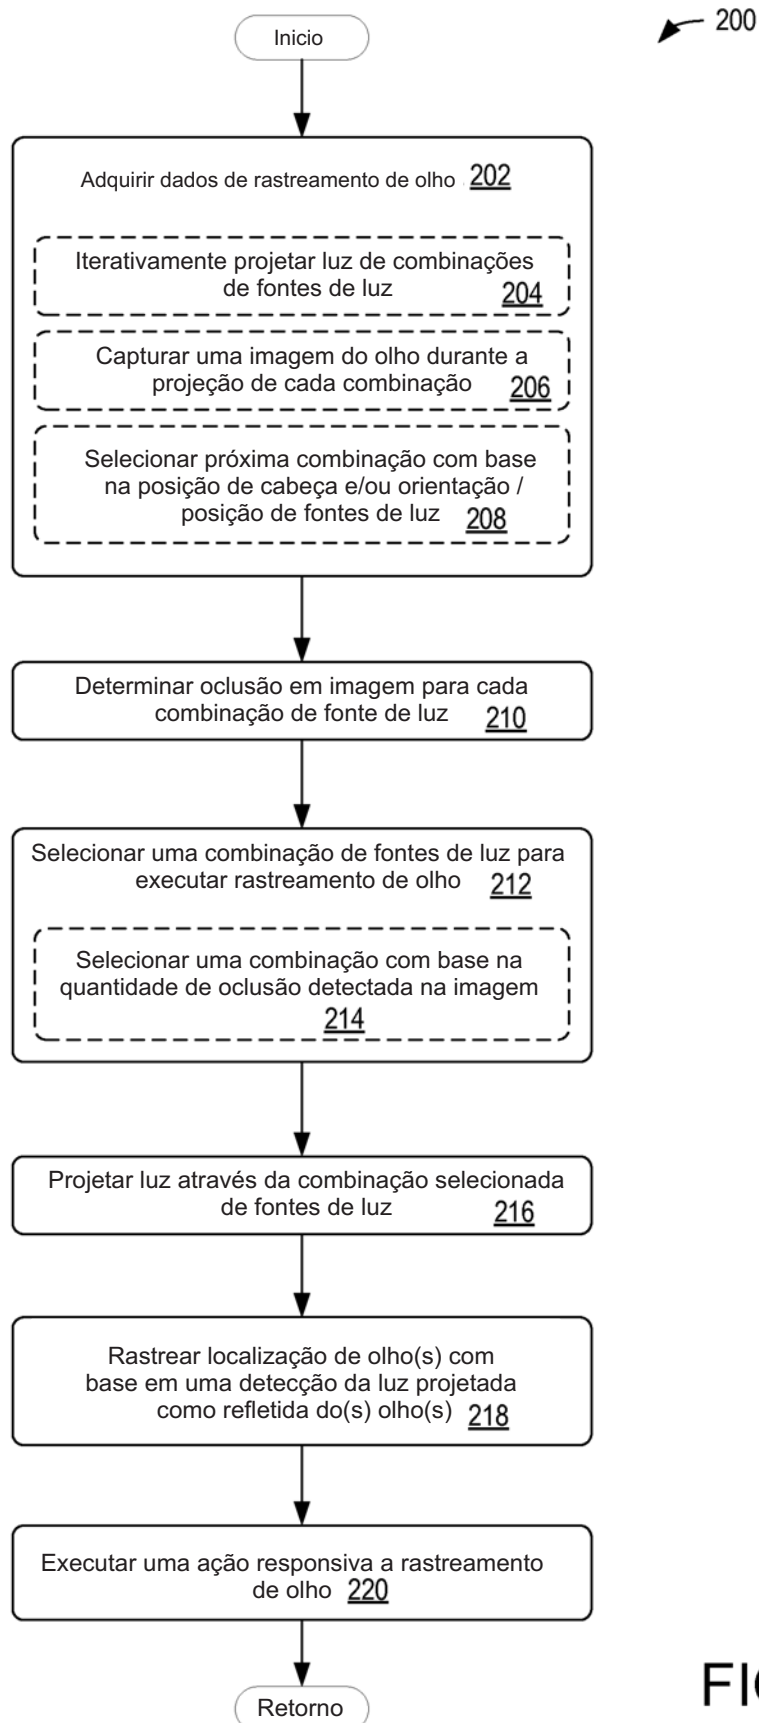 Inicio
200
Adquirir dados de rastreamento de olho 202
Iterativamente projetar luz de combinações
de fontes de luz 204
Capturar uma imagem do olho durante a
projeção de cada combinação 206
Selecionar próxima combinação com base
na posição de cabeça e/ou orientação /
posição de fontes de luz 208
Determinar oclusão em imagem para cada
combinação de fonte de luz 210
Selecionar uma combinação de fontes de luz para
executar rastreamento de olho 212
Selecionar uma combinação com base na
quantidade de oclusão detectada na imagem
214
Projetar luz através da combinação selecionada
de fontes de luz 216
Rastrear localização de olho(s) com
base em uma detecção da luz projetada
como refletida do(s) olho(s) 218
Executar uma ação responsiva a rastreamento
de olho 220
Retorno